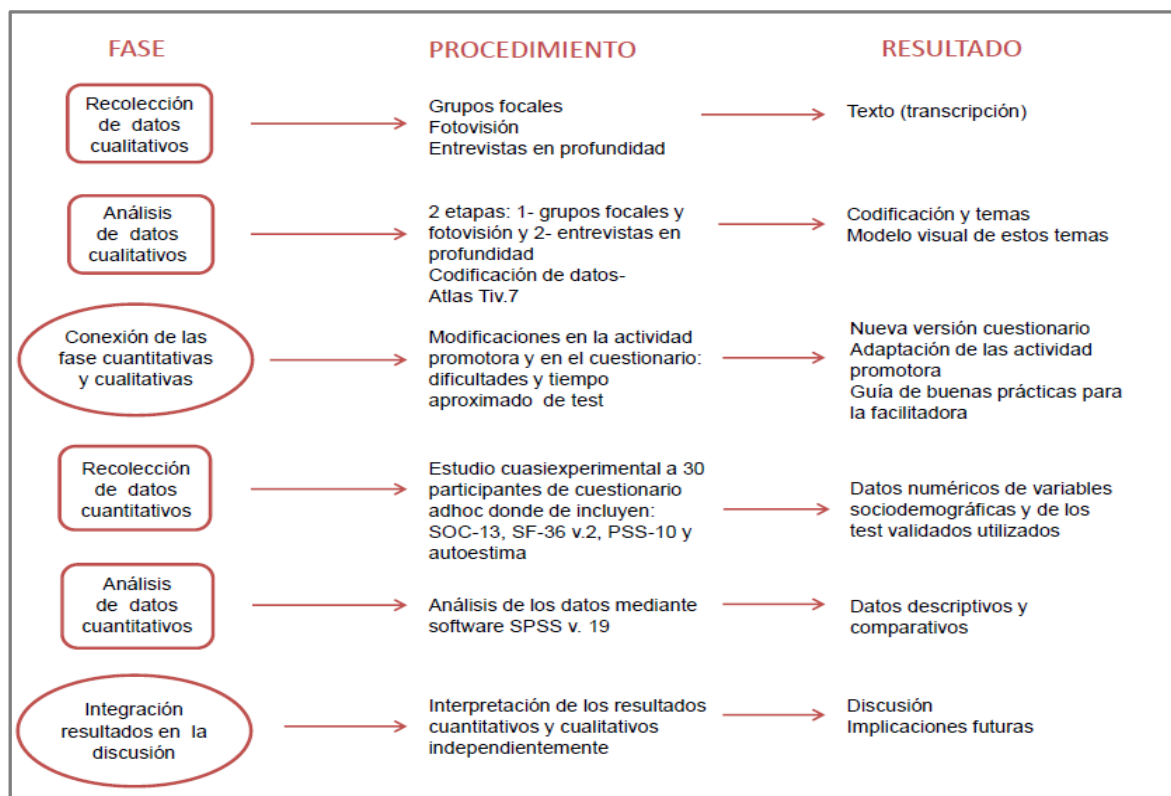 FASE
PROCEDIMIENTO
RESULTADO
Recolección
de datos
cualitativos
Grupos focales
Fotovisión
Entrevistas en profundidad
Texto (transcripción)
Análisis
de datos
cualitativos
2 etapas: 1- grupos focales y
fotovisión y 2- entrevistas en
profundidad
Codificación de datos-
Atlas Tiv.7
Codificación y temas
Modelo visual de estos temas
Conexión de las
fase cuantitativas
y cualitativas
Modificaciones en la actividad
promotora y en el cuestionario:
dificultades y tiempo
aproximado de test
Nueva versión cuestionario
Adaptación de las actividad
promotora
Guía de buenas prácticas para
la facilitadora
Recolección
de datos
cuantitativos
Estudio cuasiexperimental a 30
participantes de cuestionario
adhoc donde de incluyen:
SOC-13, SF-36 v.2, PSS-10 y
autoestima
Datos numéricos de variables
sociodemográficas y de los
test validados utilizados
Análisis
de datos
cuantitativos
Análisis de los datos mediante
software SPSS v. 19
Datos descriptivos y
comparativos
Integración
resultados en la
discusión
Interpretación de los resultados
cuantitativos y cualitativos
independientemente
Discusión
Implicaciones futuras